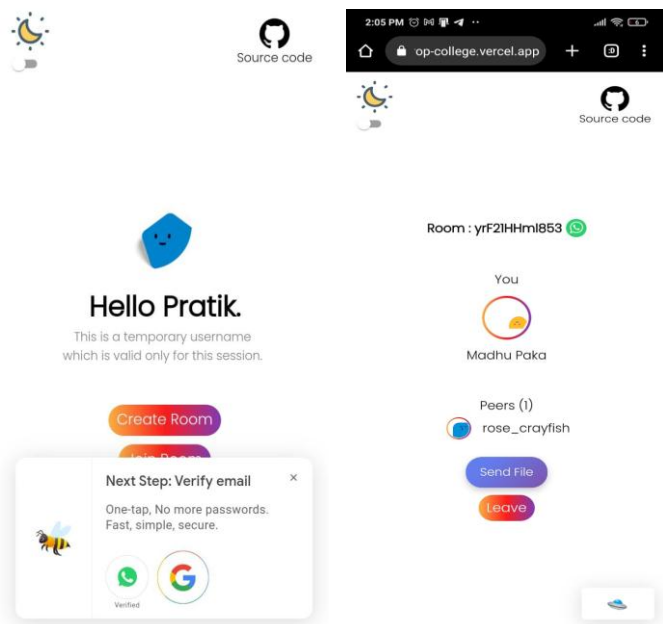 Source code
Hello Pratik.
This is a temporary username
which is valid only for this session.
Create Room
Join Room
Next Step: Verify email
×
One-tap, No more passwords.
Fast, simple, secure.
G
Verified
2:05 PM
op-college.vercel.app
+
:D
Source code
Room : yrF21HHml853
You
Madhu Paka
Peers (1)
rose_crayfish
Send File
Leave